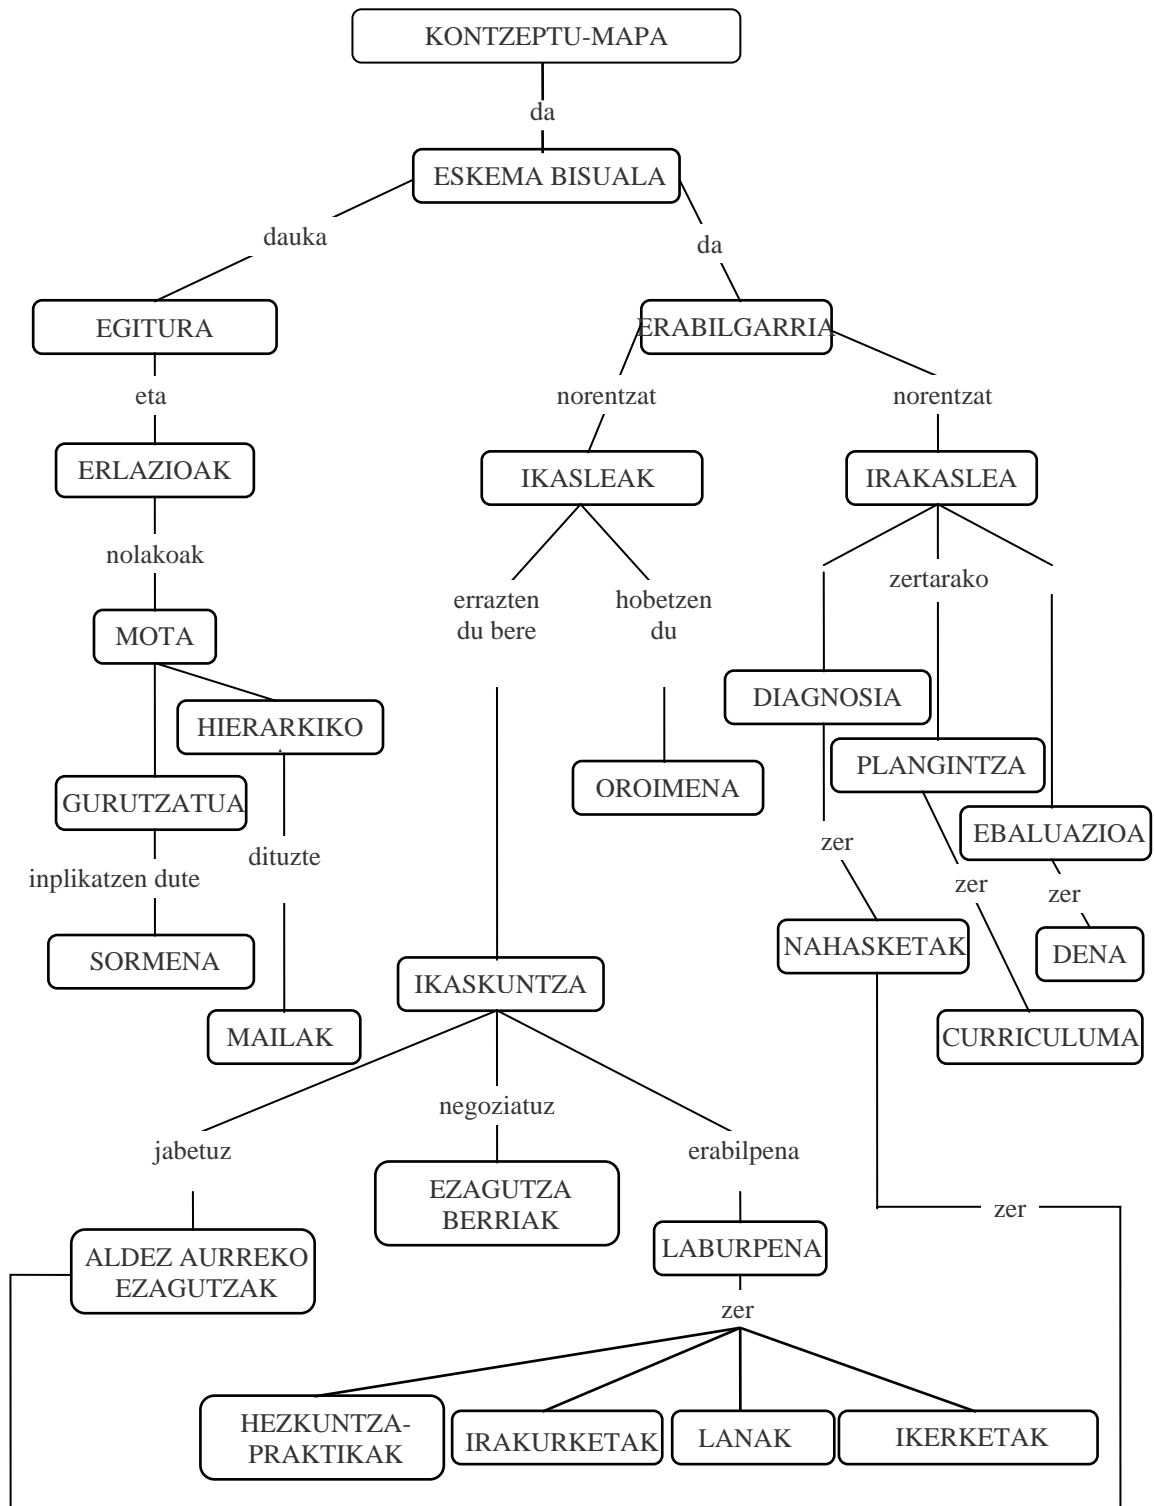 KONTZEPTU-MAPA
da
ESKEMA BISUALA
dauka
da
EGITURA
ERABILGARRIA
eta
norentzat
norentzat
ERLAZIOAK
IKASLEAK
IRAKASLEA
nolakoak
zertarako
errazten
du bere
hobetzen
du
MOTA
DIAGNOSIA
HIERARKIKO
PLANGINTZA
GURUTZATUA
OROIMENA
EBALUAZIOA
zer
dituzte
inplikatzen dute
zer
zer
NAHASKETAK
DENA
SORMENA
IKASKUNTZA
MAILAK
CURRICULUMA
negoziatuz
jabetuz
erabilpena
EZAGUTZA
BERRIAK
zer
ALDEZ AURREKO
EZAGUTZAK
LABURPENA
zer
HEZKUNTZA-
PRAKTIKAK
IRAKURKETAK
LANAK
IKERKETAK